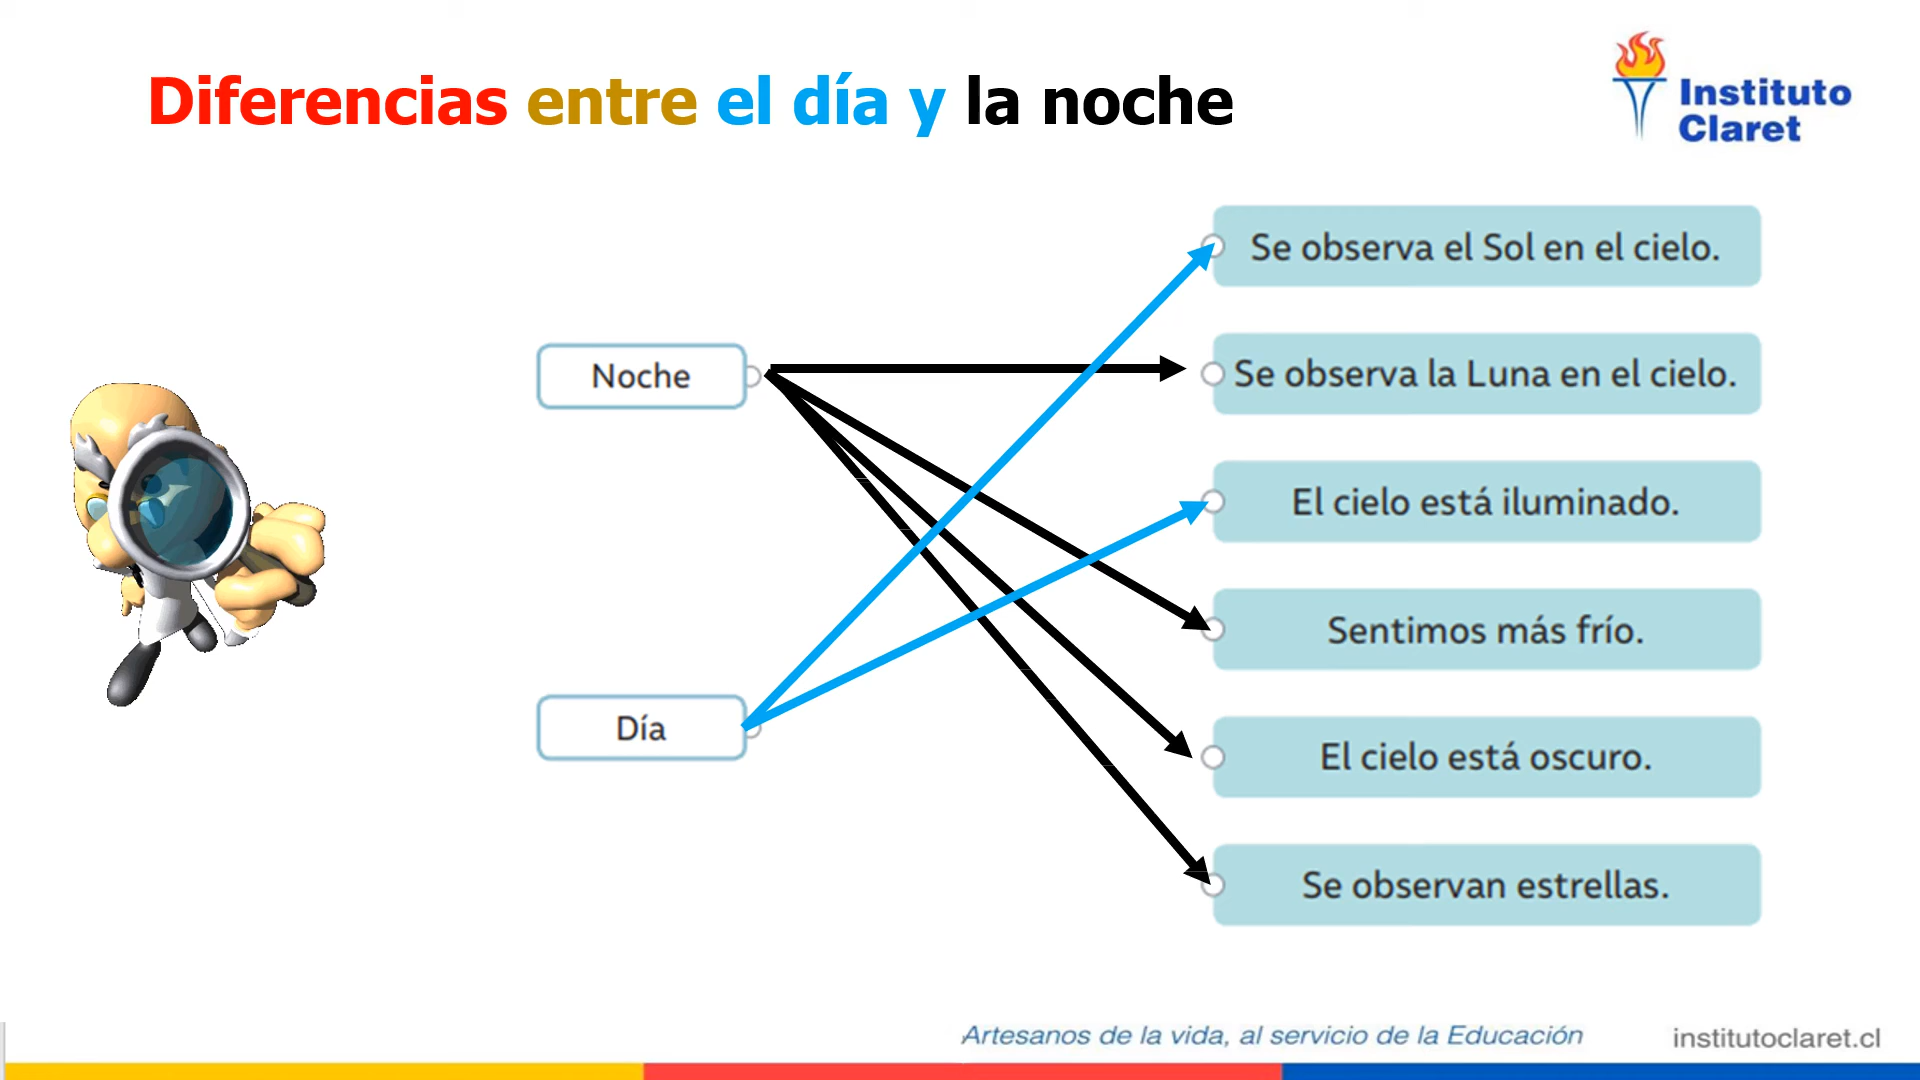 Diferencias entre el día y la noche
Instituto
Claret
Se observa el Sol en el cielo.
Noche
Se observa la Luna en el cielo.
El cielo está iluminado.
Sentimos más frío.
Día
El cielo está oscuro.
Se observan estrellas.
Artesanos de la vida, al servicio de la Educación
institutoclaret.cl